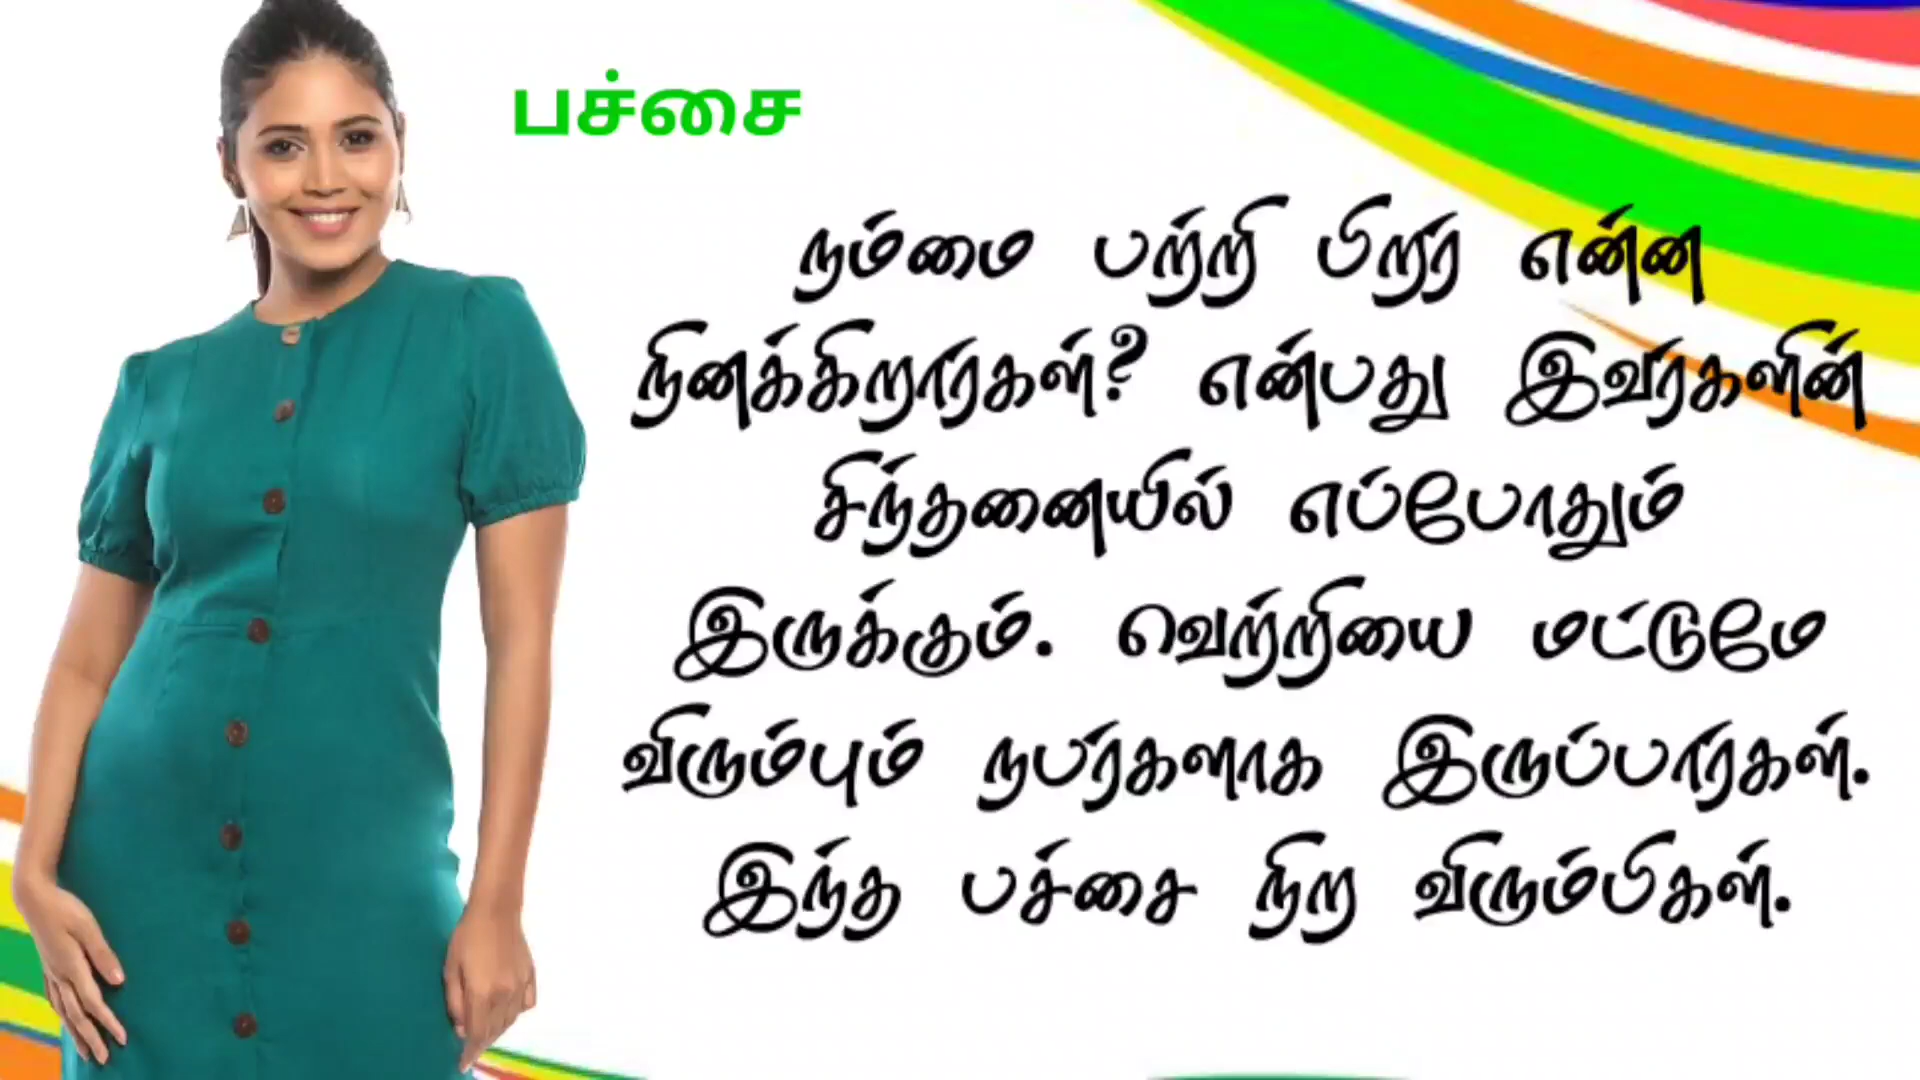 பச்சை
நம்மை பற்றி பிறர் என்ன
நினக்கிறார்கள்? என்பது இவர்களின்
சிந்தனையில் எப்போதும்
இருக்கும். வெற்றியை மட்டுமே
விரும்பும் நபர்களாக இருப்பார்கள்.
இந்த பச்சை நிற விரும்பிகள்.